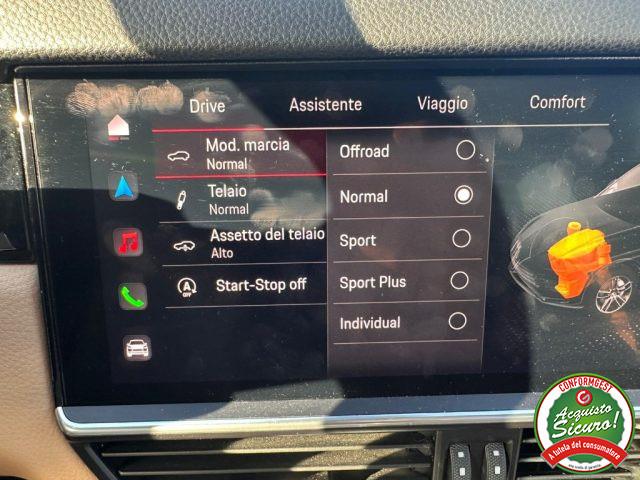 Drive Assistente Viaggio Comfort
Mod. marcia
Normal
Telaio
Normal
Assetto del telaio
Alto
A
OFF
Start-Stop off
Offroad
Normal
Sport
Sport Plus
Individual
CONFORMGEST
Acquisto
Sicuro!
A tutela del consumatore